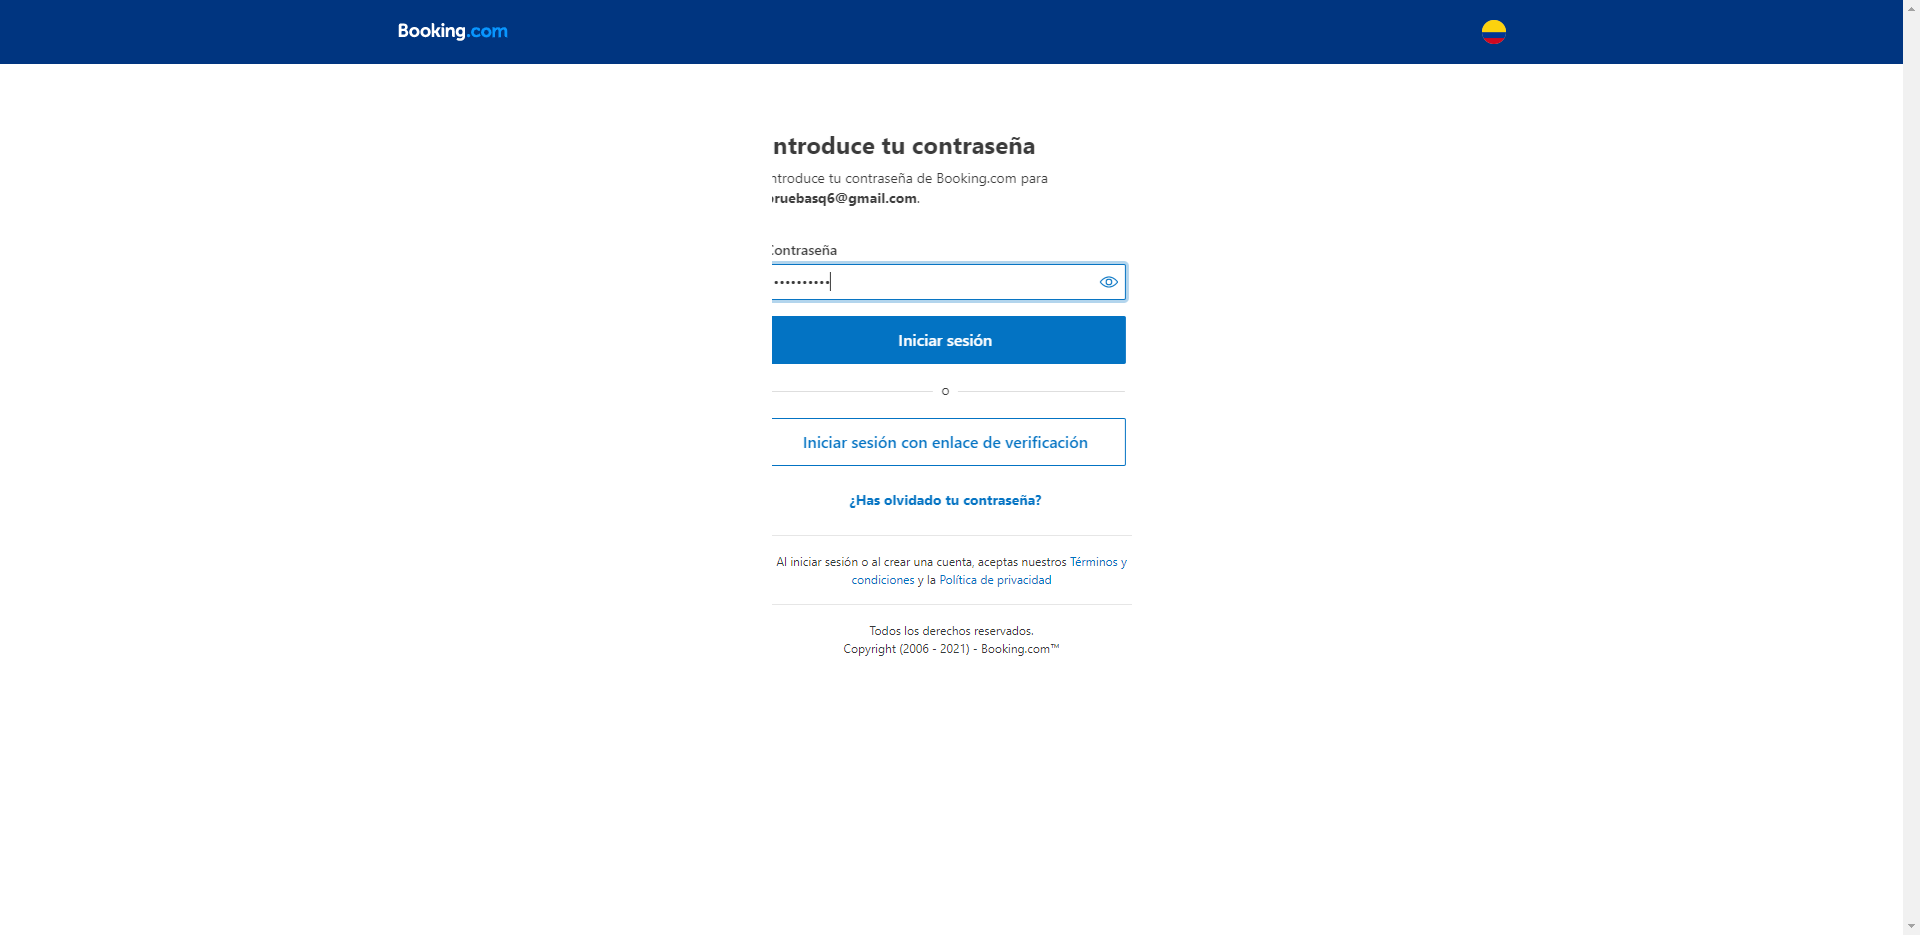 Booking.com
ntroduce tu contraseña
ntroduce tu contraseña de Booking.com para
pruebasq6@gmail.com.
Contraseña
••••••••••
Iniciar sesión
o
Iniciar sesión con enlace de verificación
¿Has olvidado tu contraseña?
Al iniciar sesión o al crear una cuenta, aceptas nuestros Términos y
condiciones y la Política de privacidad
Todos los derechos reservados.
Copyright (2006 - 2021) - Booking.com™